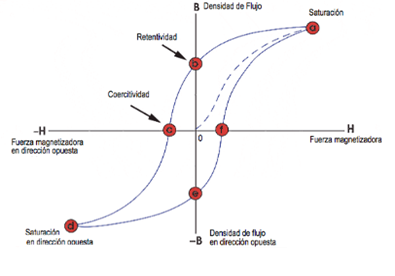 B
Densidad de Flujo
Saturación
a
Retentividad
b
Coercitividad
–H
c
f
H
0
Fuerza magnetizadora
en dirección opuesta
Fuerza magnetizadora
e
d
Saturación
en dirección opuesta
–B
Densidad de flujo
en dirección opuesta